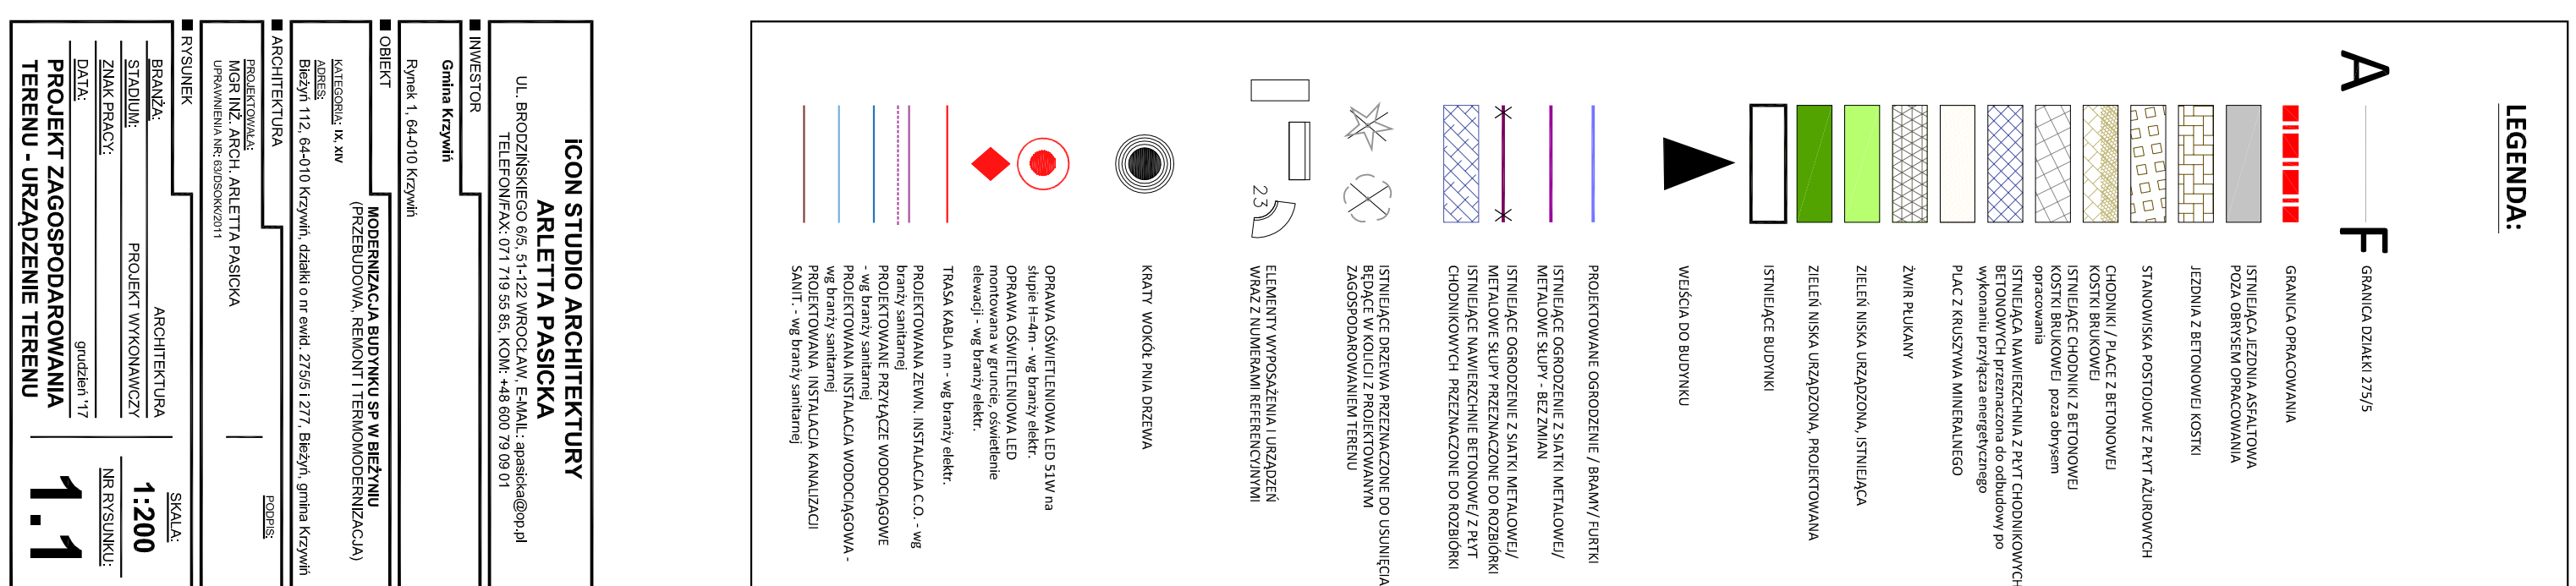 LEGENDA:
A F GRANICA DZIAŁKI 275/5
GRANICA OPRACOWANIA
ISTNIEJĄCA JEZDNIA ASFALTOWA
POZA OBRYSEM OPRACOWANIA
JEZDNIA Z BETONOWEJ KOSTKI
STANOWISKA POSTOJOWE Z PŁYT AŻUROWYCH
CHODNIKI / PLACE Z BETONOWEJ
KOSTKI BRUKOWEJ
ISTNIEJĄCE CHODNIKI Z BETONOWEJ
KOSTKI BRUKOWEJ poza obrysem
opracowania
ISTNIEJĄCA NAWIERZCHNIA Z PŁYT CHODNIKOWYCH
BETONOWYCH przeznaczona do odbudowy po
wykonaniu przyłącza energetycznego
PLAC Z KRUSZYWA MINERALNEGO
ŻWIR PŁUKANY
ZIELEŃ NISKA URZĄDZONA, ISTNIEJĄCA
ZIELEŃ NISKA URZĄDZONA, PROJEKTOWANA
ISTNIEJĄCE BUDYNKI
WEJŚCIA DO BUDYNKU
PROJEKTOWANE OGRODZENIE / BRAMY/ FURTKI
ISTNIEJĄCE OGRODZENIE Z SIATKI METALOWEJ/
METALOWE SŁUPY - BEZ ZMIAN
ISTNIEJĄCE OGRODZENIE Z SIATKI METALOWEJ/
METALOWE SŁUPY PRZEZNACZONE DO ROZBIÓRKI
ISTNIEJĄCE NAWIERZCHNIE BETONOWE/ Z PŁYT
CHODNIKOWYCH PRZEZNACZONE DO ROZBIÓRKI
ISTNIEJĄCE DRZEWA PRZEZNACZONE DO USUNIĘCIA
BĘDĄCE W KOLICJI Z PROJEKTOWANYM
ZAGOSPODAROWANIEM TERENU
23
ELEMENTY WYPOSAŻENIA I URZĄDZEŃ
WRAZ Z NUMERAMI REFERENCYJNYMI
KRATY WOKÓŁ PNIA DRZEWA
OPRAWA OŚWIETLENIOWA LED 51W na
słupie H=4m - wg branży elektr.
OPRAWA OŚWIETLENIOWA LED
montowana w gruncie, oświetlenie
elewacji - wg branży elektr.
TRASA KABLA nn - wg branży elektr.
PROJEKTOWANA ZEWN. INSTALACJA C.O. - wg
branży sanitarnej
PROJEKTOWANE PRZYŁĄCZE WODOCIĄGOWE
- wg branży sanitarnej
PROJEKTOWANA INSTALACJA WODOCIĄGOWA -
wg branży sanitarnej
PROJEKTOWANA INSTALACJA KANALIZACJI
SANIT. - wg branży sanitarnej
iCON STUDIO ARCHITEKTURY
ARLETTA PASICKA
UL. BRODZIŃSKIEGO 6/5, 51-122 WROCŁAW, E-MAIL: apasicka@op.pl
TELEFON/FAX: 071 719 55 85, KOM: +48 600 79 09 01
INWESTOR
Gmina Krzywiń
Rynek 1, 64-010 Krzywiń
OBIEKT
MODERNIZACJA BUDYNKU SP W BIEŻYNIU
(PRZEBUDOWA, REMONT I TERMOMODERNIZACJA)
KATEGORIA: IX, XIV
ADRES:
Bieżyń 112, 64-010 Krzywiń, działki o nr ewid. 275/5 i 277, Bieżyń, gmina Krzywiń
ARCHITEKTURA
PROJEKTOWAŁA: PODPIS:
MGR INŻ. ARCH. ARLETTA PASICKA
UPRAWNIENIA NR: 63/DSOKK/2011
RYSUNEK
BRANŻA: ARCHITEKTURA
STADIUM: PROJEKT WYKONAWCZY
ZNAK PRACY:
DATA: grudzień '17
SKALA:
1:200
NR RYSUNKU:
1.1
PROJEKT ZAGOSPODAROWANIA
TERENU - URZĄDZENIE TERENU